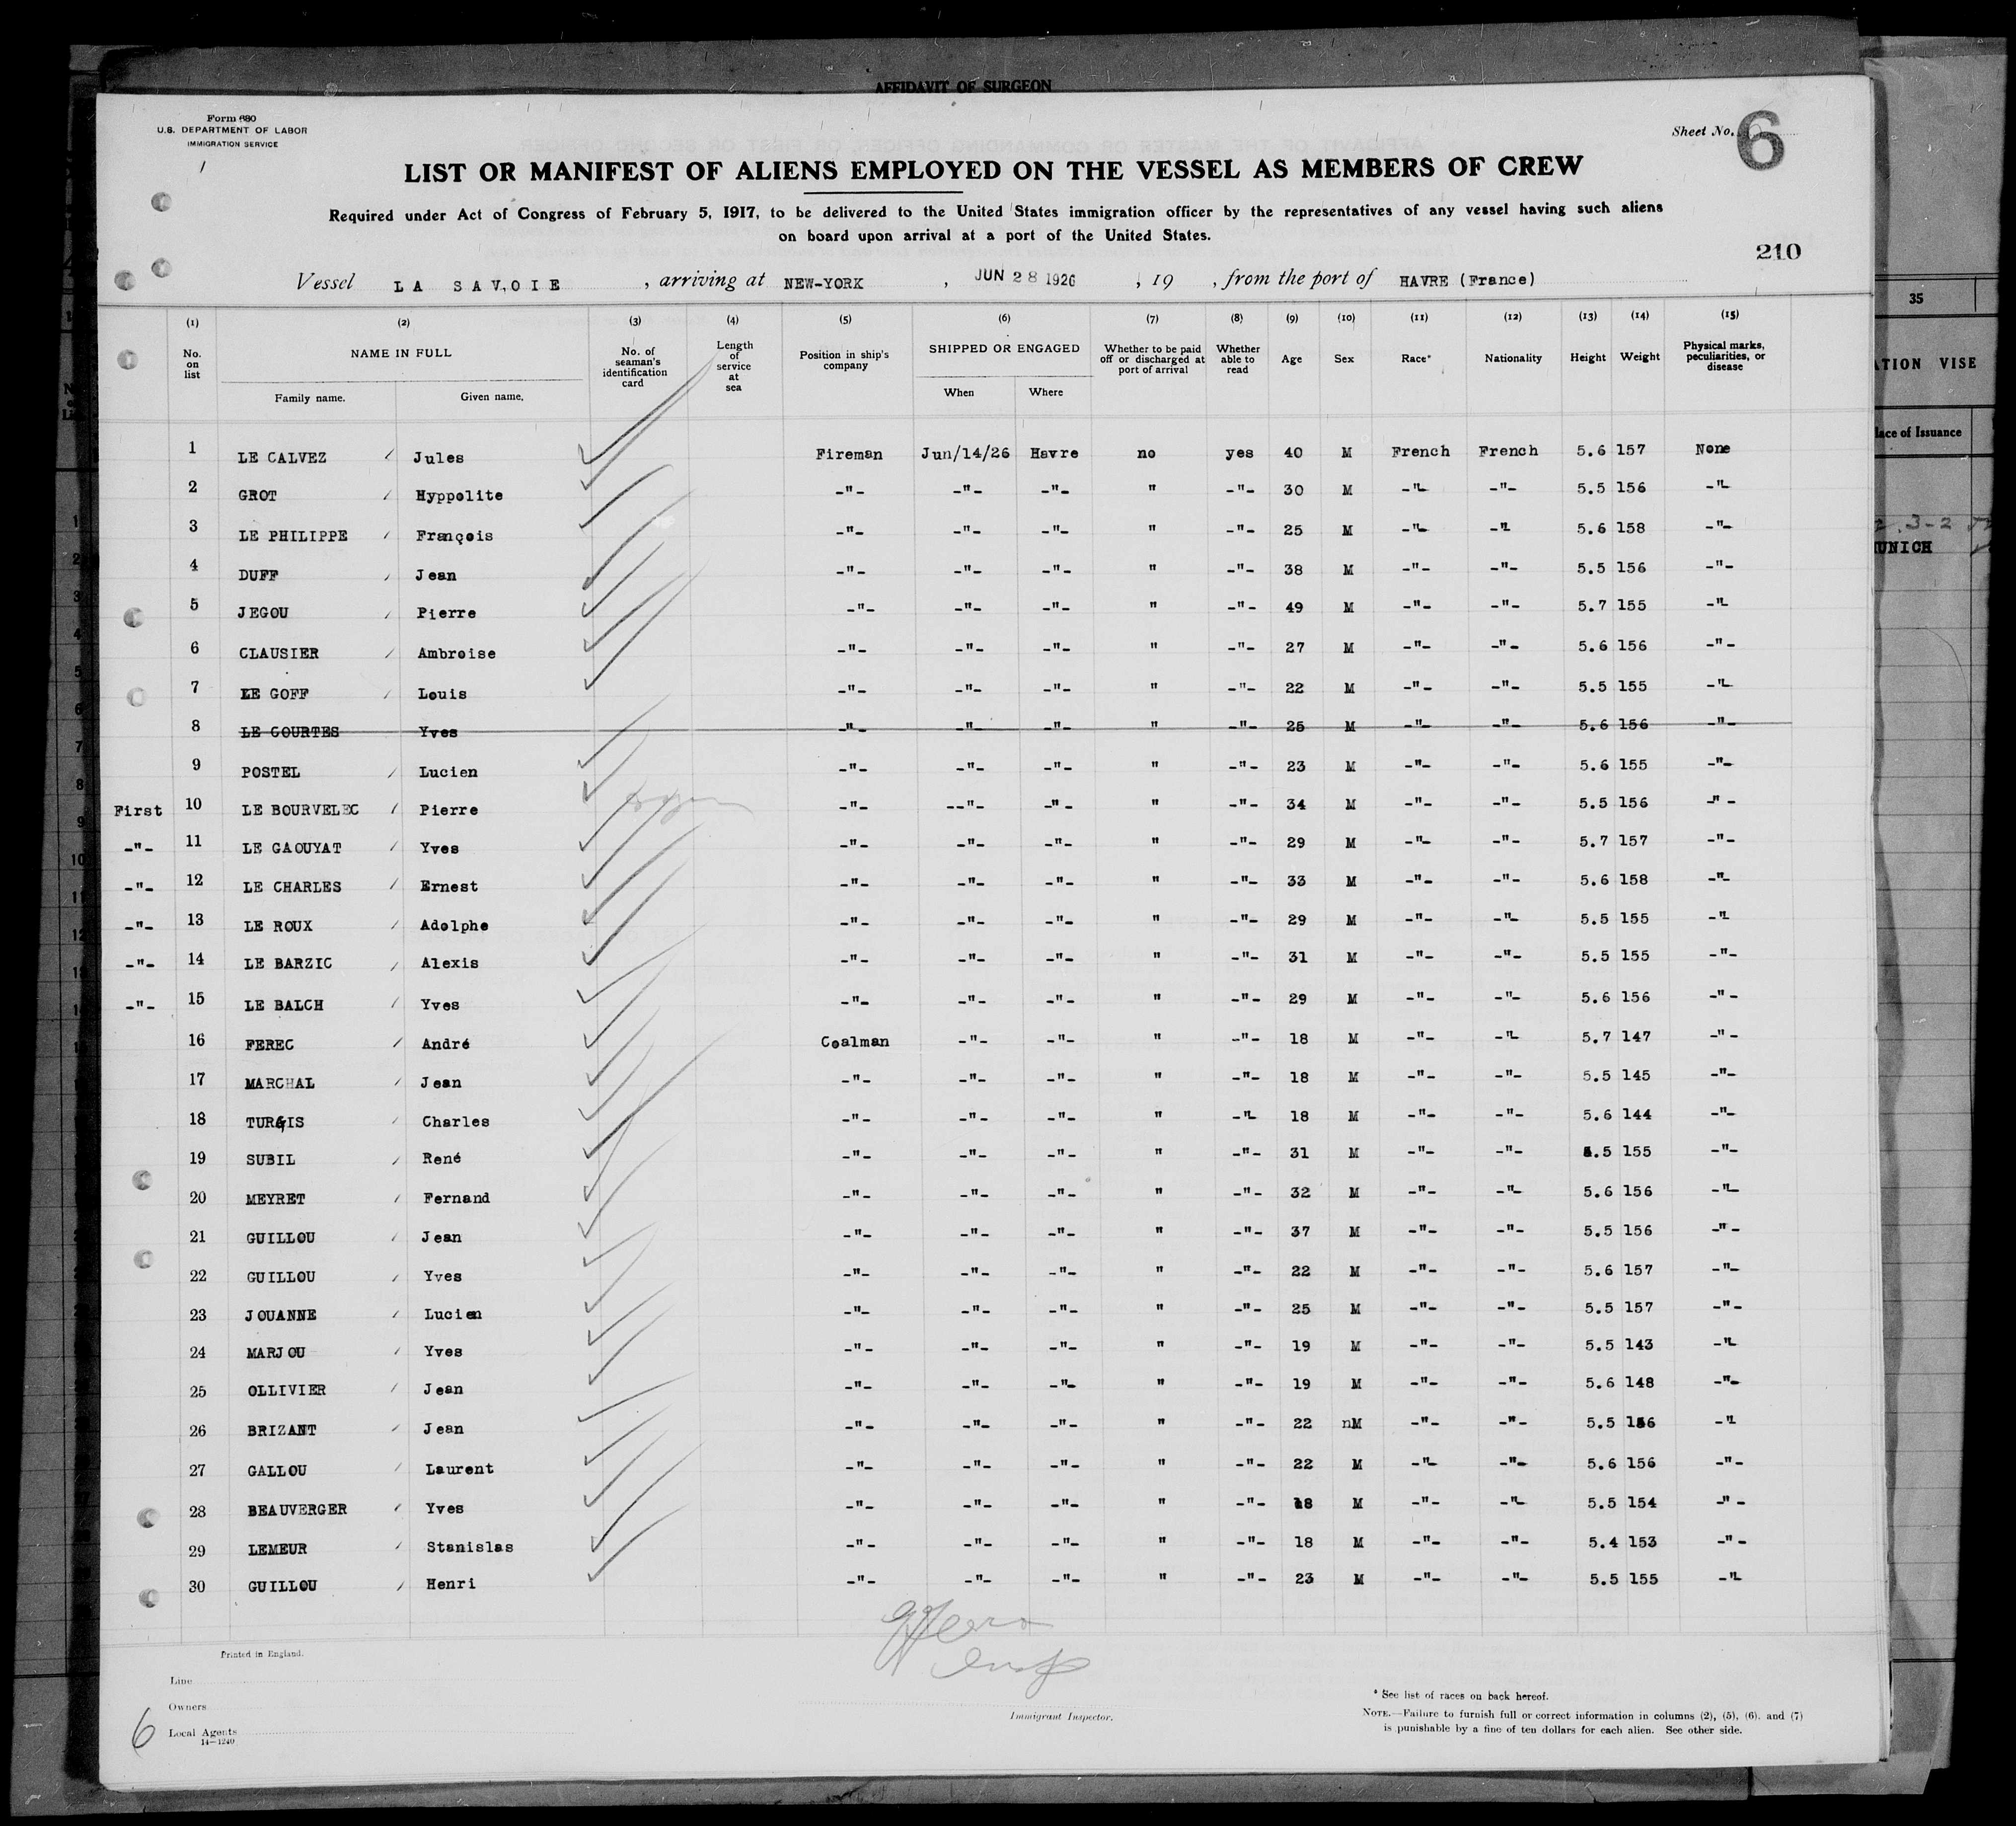 AFFIDAVIT OF SURGEON
Form 680
U.S. DEPARTMENT OF LABOR
IMMIGRATION SERVICE
Sheet No. 6
LIST OR MANIFEST OF ALIENS EMPLOYED ON THE VESSEL AS MEMBERS OF CREW
Required under Act of Congress of February 5, 1917, to be delivered to the United States immigration officer by the representatives of any vessel having such aliens
on board upon arrival at a port of the United States.
210
Vessel LA SAVOIE , arriving at NEW-YORK , JUN 28 1926 , 19 , from the port of HAVRE (France)
(1) (2) (3) (4) (5) (6) (7) (8) (9) (10) (11) (12) (13) (14) (15)
No. on list NAME IN FULL Family name. Given name. No. of seaman's identification card Length of service at sea Position in ship's company SHIPPED OR ENGAGED When Where Whether to be paid off or discharged at port of arrival Whether able to read Age Sex Race* Nationality Height Weight Physical marks, peculiarities, or disease
1 LE CALVEZ Jules Fireman Jun/14/26 Havre no yes 40 M French French 5.6 157 None
2 GROT Hyppolite -"- -"- -"- " -"- 30 M -"- -"- 5.5 156 -"-
3 LE PHILIPPE François -"- -"- -"- " -"- 25 M -"- -"- 5.6 158 -"-
4 DUFF Jean -"- -"- -"- " -"- 38 M -"- -"- 5.5 156 -"-
5 JEGOU Pierre -"- -"- -"- " -"- 49 M -"- -"- 5.7 155 -"-
6 CLAUSIER Ambroise -"- -"- -"- " -"- 27 M -"- -"- 5.6 156 -"-
7 LE GOFF Louis -"- -"- -"- " -"- 22 M -"- -"- 5.5 155 -"-
8 LE COURTES Yves -"- -"- -"- " -"- 25 M -"- -"- 5.6 156 -"-
9 POSTEL Lucien -"- -"- -"- " -"- 23 M -"- -"- 5.6 155 -"-
First 10 LE BOURVELEC Pierre -"- --"- -"- " -"- 34 M -"- -"- 5.5 156 -"-
-"- 11 LE GAOUYAT Yves -"- -"- -"- " -"- 29 M -"- -"- 5.7 157 -"-
-"- 12 LE CHARLES Ernest -"- -"- -"- " -"- 33 M -"- -"- 5.6 158 -"-
-"- 13 LE ROUX Adolphe -"- -"- -"- " -"- 29 M -"- -"- 5.5 155 -"-
-"- 14 LE BARZIC Alexis -"- -"- -"- " -"- 31 M -"- -"- 5.5 155 -"-
-"- 15 LE BALCH Yves -"- -"- -"- " -"- 29 M -"- -"- 5.6 156 -"-
16 FEREC André Coalman -"- -"- " -"- 18 M -"- -"- 5.7 147 -"-
17 MARCHAL Jean -"- -"- -"- " -"- 18 M -"- -"- 5.5 145 -"-
18 TURGIS Charles -"- -"- -"- " -"- 18 M -"- -"- 5.6 144 -"-
19 SUBIL René -"- -"- -"- " -"- 31 M -"- -"- 5.5 155 -"-
20 MEYRET Fernand -"- -"- -"- " -"- 32 M -"- -"- 5.6 156 -"-
21 GUILLOU Jean -"- -"- -"- " -"- 37 M -"- -"- 5.5 156 -"-
22 GUILLOU Yves -"- -"- -"- " -"- 22 M -"- -"- 5.6 157 -"-
23 JOUANNE Lucien -"- -"- -"- " -"- 25 M -"- -"- 5.5 157 -"-
24 MARJOU Yves -"- -"- -"- " -"- 19 M -"- -"- 5.5 143 -"-
25 OLLIVIER Jean -"- -"- -"- " -"- 19 M -"- -"- 5.6 148 -"-
26 BRIZANT Jean -"- -"- -"- " -"- 22 nM -"- -"- 5.5 156 -"-
27 GALLOU Laurent -"- -"- -"- " -"- 22 M -"- -"- 5.6 156 -"-
28 BEAUVERGER Yves -"- -"- -"- " -"- 18 M -"- -"- 5.5 154 -"-
29 LEMEUR Stanislas -"- -"- -"- " -"- 18 M -"- -"- 5.4 153 -"-
30 GUILLOU Henri -"- -"- -"- " -"- 23 M -"- -"- 5.5 155 -"-
Insp
Printed in England.
Line
Owners
6
Local Agents
14-1240
Immigrant Inspector.
* See list of races on back hereof.
NOTE.—Failure to furnish full or correct information in columns (2), (5), (6), and (7)
is punishable by a fine of ten dollars for each alien. See other side.
35
VISE
of Issuance